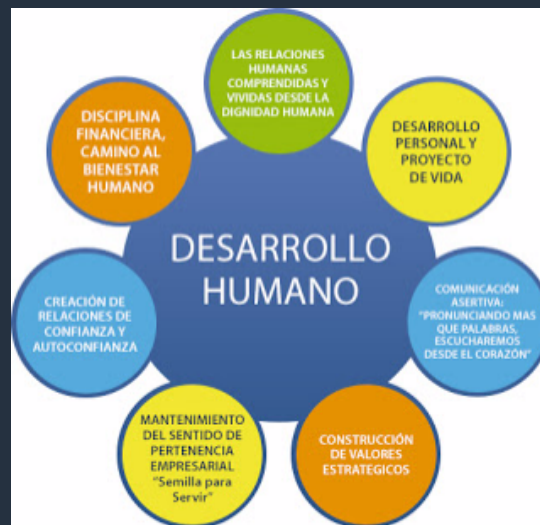 LAS RELACIONES
HUMANAS
COMPRENDIDAS Y
VIVIDAS DESDE LA
DIGNIDAD HUMANA
DISCIPLINA
FINANCIERA,
CAMINO AL
BIENESTAR
HUMANO
DESARROLLO
PERSONAL Y
PROYECTO
DE VIDA
DESARROLLO
HUMANO
CREACIÓN DE
RELACIONES DE
CONFIANZA Y
AUTOCONFIANZA
COMUNICACIÓN
ASERTIVA:
"PRONUNCIANDO MAS
QUE PALABRAS,
ESCUCHAREMOS
DESDE EL CORAZÓN"
MANTENIMIENTO
DEL SENTIDO DE
PERTENENCIA
EMPRESARIAL
"Semilla para
Servir"
CONSTRUCCIÓN
DE VALORES
ESTRATEGICOS